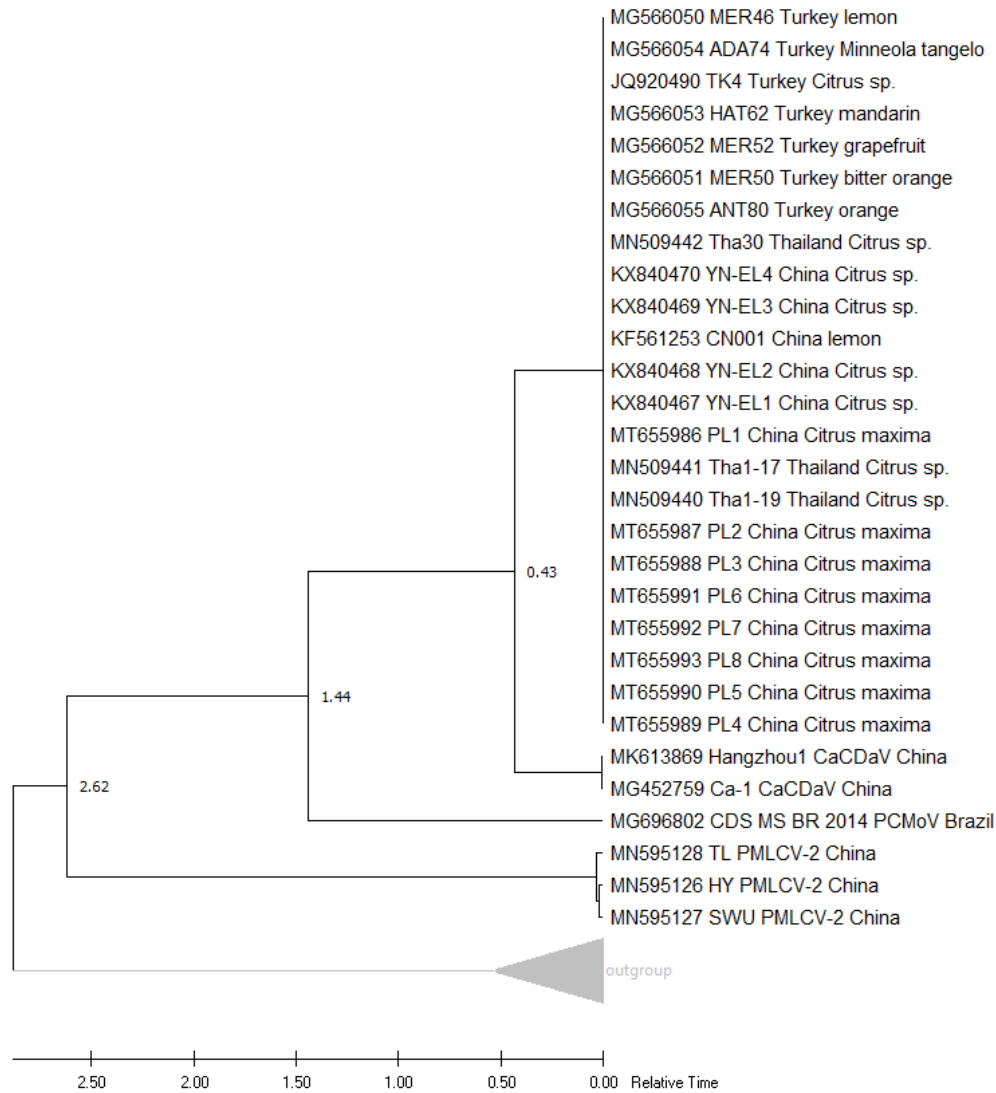 MG566050 MER46 Turkey lemon
MG566054 ADA74 Turkey Minneola tangelo
JQ920490 TK4 Turkey Citrus sp.
MG566053 HAT62 Turkey mandarin
MG566052 MER52 Turkey grapefruit
MG566051 MER50 Turkey bitter orange
MG566055 ANT80 Turkey orange
MN509442 Tha30 Thailand Citrus sp.
KX840470 YN-EL4 China Citrus sp.
KX840469 YN-EL3 China Citrus sp.
KF561253 CN001 China lemon
KX840468 YN-EL2 China Citrus sp.
KX840467 YN-EL1 China Citrus sp.
MT655986 PL1 China Citrus maxima
MN509441 Tha1-17 Thailand Citrus sp.
MN509440 Tha1-19 Thailand Citrus sp.
MT655987 PL2 China Citrus maxima
MT655988 PL3 China Citrus maxima
0.43
MT655991 PL6 China Citrus maxima
MT655992 PL7 China Citrus maxima
MT655993 PL8 China Citrus maxima
MT655990 PL5 China Citrus maxima
1.44
MT655989 PL4 China Citrus maxima
MK613869 Hangzhou1 CaCDaV China
2.62
MG452759 Ca-1 CaCDaV China
MG696802 CDS MS BR 2014 PCMoV Brazil
MN595128 TL PMLCV-2 China
MN595126 HY PMLCV-2 China
MN595127 SWU PMLCV-2 China
outgroup
2.50 2.00 1.50 1.00 0.50 0.00 Relative Time